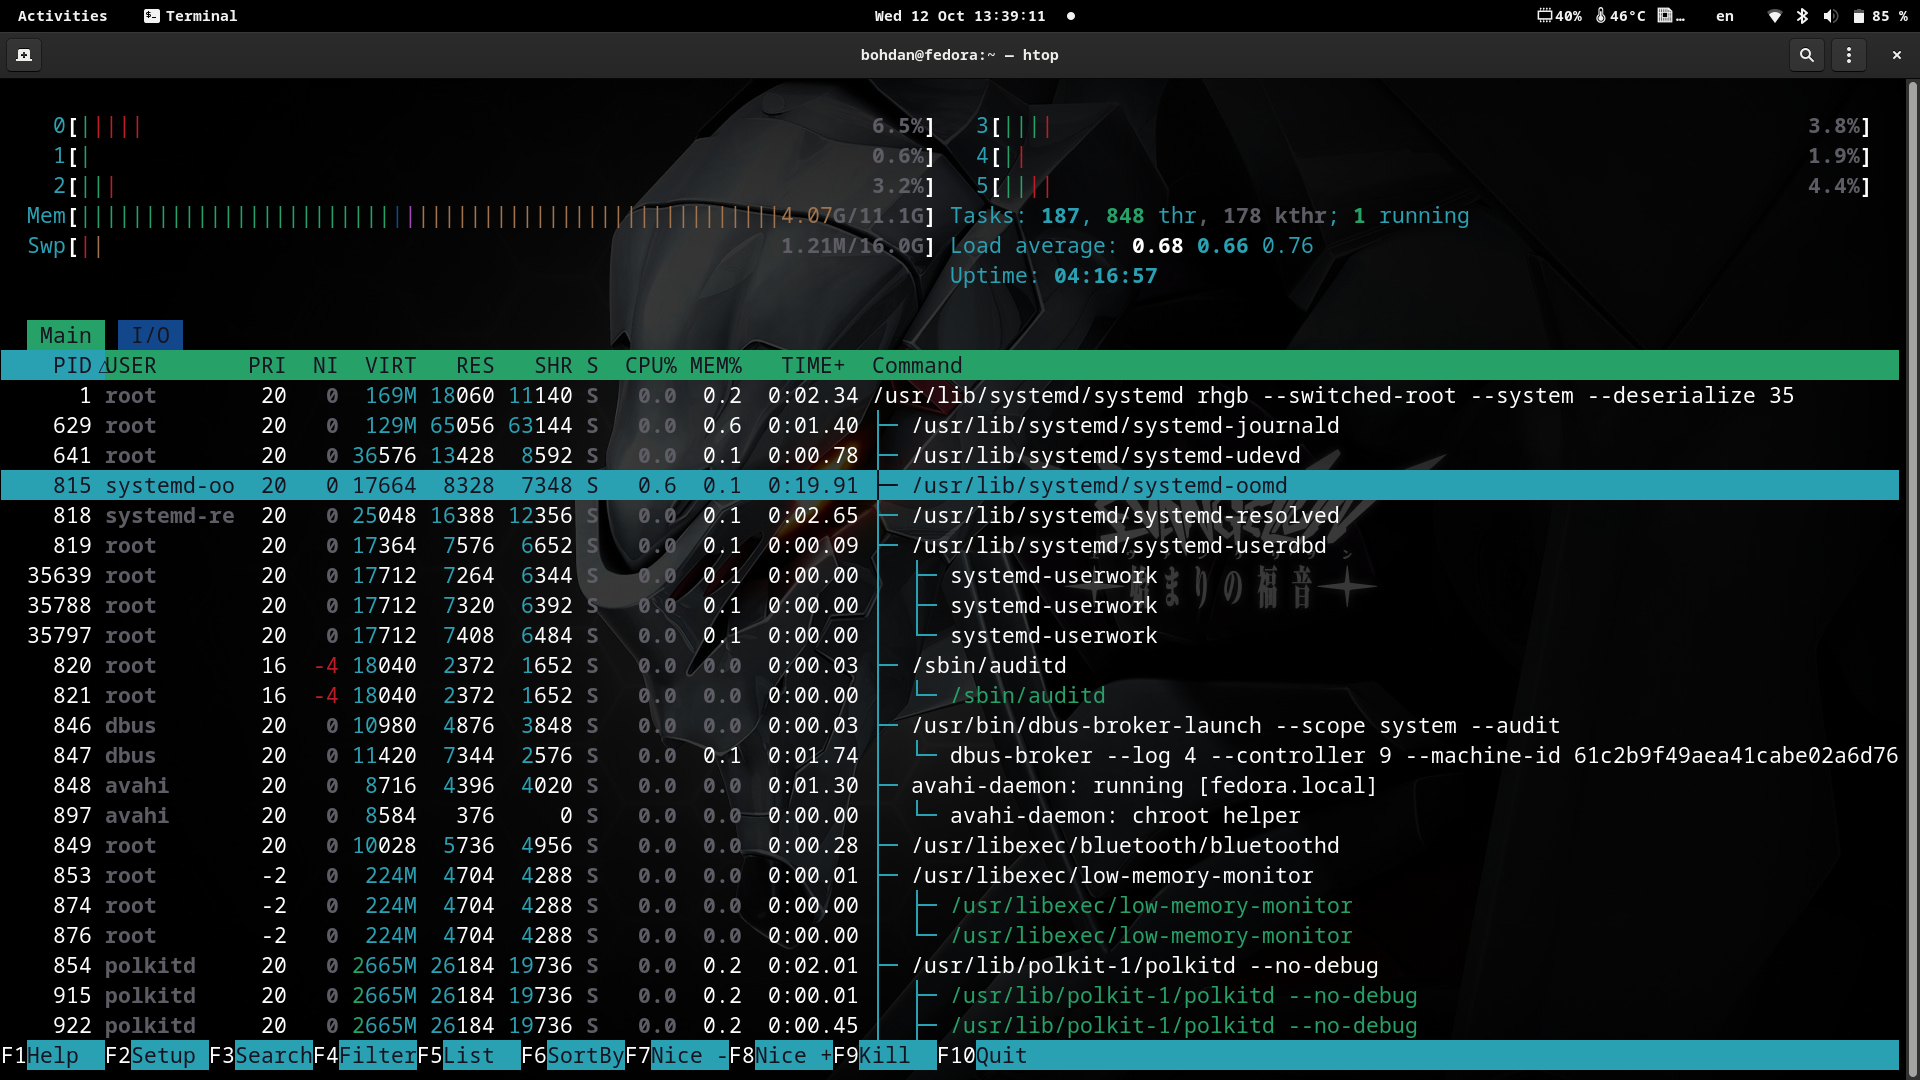 Activities Terminal Wed 12 Oct 13:39:11 40% 46°C ... en 85 %
bohdan@fedora:~ — htop
0[||||| 6.5%] 3[|||| 3.8%]
1[| 0.6%] 4[|| 1.9%]
2[||| 3.2%] 5[|||| 4.4%]
Mem[||||||||||||||||||||||||||||||||||||||||||||||||||||||4.07G/11.1G] Tasks: 187, 848 thr, 178 kthr; 1 running
Swp[|| 1.21M/16.0G] Load average: 0.68 0.66 0.76
Uptime: 04:16:57
Main I/O
PID △USER PRI NI VIRT RES SHR S CPU% MEM% TIME+ Command
1 root 20 0 169M 18060 11140 S 0.0 0.2 0:02.34 /usr/lib/systemd/systemd rhgb --switched-root --system --deserialize 35
629 root 20 0 129M 65056 63144 S 0.0 0.6 0:01.40 ├─ /usr/lib/systemd/systemd-journald
641 root 20 0 36576 13428 8592 S 0.0 0.1 0:00.78 ├─ /usr/lib/systemd/systemd-udevd
815 systemd-oo 20 0 17664 8328 7348 S 0.6 0.1 0:19.91 ├─ /usr/lib/systemd/systemd-oomd
818 systemd-re 20 0 25048 16388 12356 S 0.0 0.1 0:02.65 ├─ /usr/lib/systemd/systemd-resolved
819 root 20 0 17364 7576 6652 S 0.0 0.1 0:00.09 ├─ /usr/lib/systemd/systemd-userdbd
35639 root 20 0 17712 7264 6344 S 0.0 0.1 0:00.00 │ ├─ systemd-userwork
35788 root 20 0 17712 7320 6392 S 0.0 0.1 0:00.00 │ ├─ systemd-userwork
35797 root 20 0 17712 7408 6484 S 0.0 0.1 0:00.00 │ └─ systemd-userwork
820 root 16 -4 18040 2372 1652 S 0.0 0.0 0:00.03 ├─ /sbin/auditd
821 root 16 -4 18040 2372 1652 S 0.0 0.0 0:00.00 │ └─ /sbin/auditd
846 dbus 20 0 10980 4876 3848 S 0.0 0.0 0:00.03 ├─ /usr/bin/dbus-broker-launch --scope system --audit
847 dbus 20 0 11420 7344 2576 S 0.0 0.1 0:01.74 │ └─ dbus-broker --log 4 --controller 9 --machine-id 61c2b9f49aea41cabe02a6d76
848 avahi 20 0 8716 4396 4020 S 0.0 0.0 0:01.30 ├─ avahi-daemon: running [fedora.local]
897 avahi 20 0 8584 376 0 S 0.0 0.0 0:00.00 │ └─ avahi-daemon: chroot helper
849 root 20 0 10028 5736 4956 S 0.0 0.0 0:00.28 ├─ /usr/libexec/bluetooth/bluetoothd
853 root -2 0 224M 4704 4288 S 0.0 0.0 0:00.01 ├─ /usr/libexec/low-memory-monitor
874 root -2 0 224M 4704 4288 S 0.0 0.0 0:00.00 │ ├─ /usr/libexec/low-memory-monitor
876 root -2 0 224M 4704 4288 S 0.0 0.0 0:00.00 │ └─ /usr/libexec/low-memory-monitor
854 polkitd 20 0 2665M 26184 19736 S 0.0 0.2 0:02.01 ├─ /usr/lib/polkit-1/polkitd --no-debug
915 polkitd 20 0 2665M 26184 19736 S 0.0 0.2 0:00.01 │ ├─ /usr/lib/polkit-1/polkitd --no-debug
922 polkitd 20 0 2665M 26184 19736 S 0.0 0.2 0:00.45 │ ├─ /usr/lib/polkit-1/polkitd --no-debug
F1Help F2Setup F3SearchF4FilterF5List F6SortByF7Nice -F8Nice +F9Kill F10Quit
まりの福音